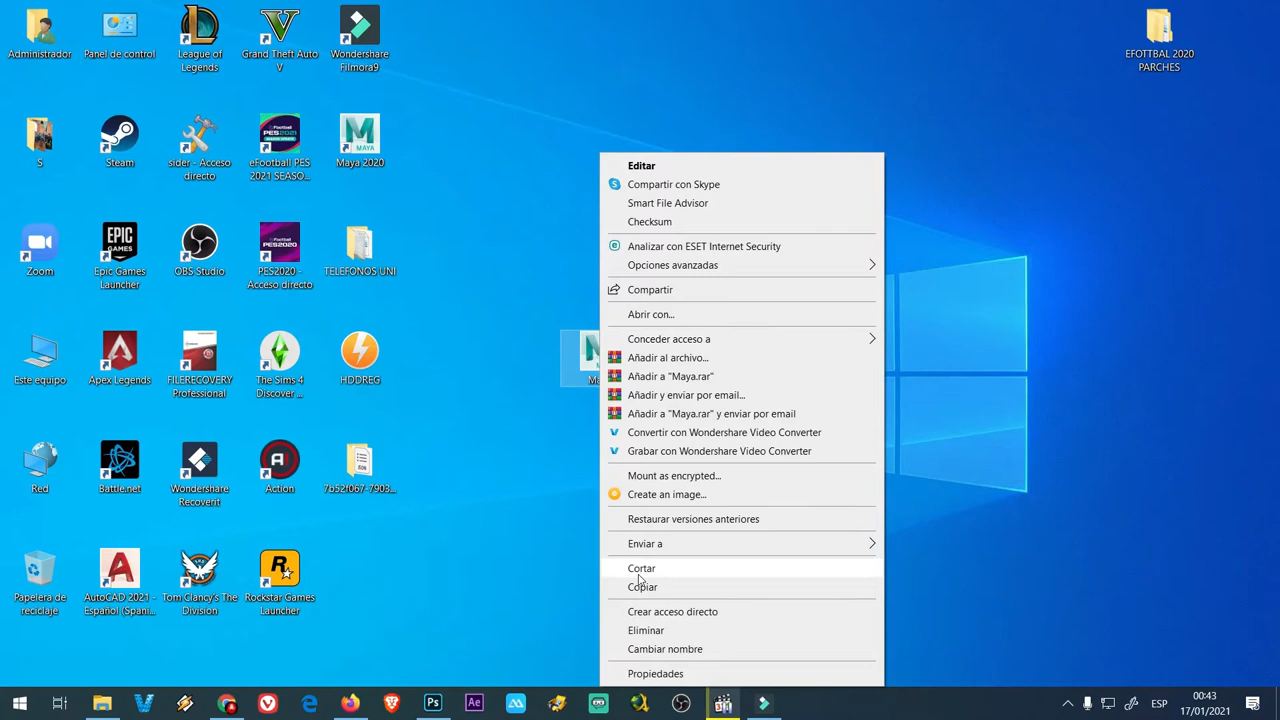 Administrador
Panel de control
League of
Legends
Grand Theft Auto
V
Wondershare
Filmora9
EFOTTBAL 2020
PARCHES
S
Steam
sider - Acceso
directo
eFootball PES
2021 SEASO...
Maya 2020
Zoom
Epic Games
Launcher
OBS Studio
PES2020 -
Acceso directo
TELEFONOS UNI
Este equipo
Apex Legends
FILERECOVERY
Professional
The Sims 4
Discover ...
HDDREG
Red
Battle.net
Wondershare
Recoverit
Action
7b52f067-7903...
Papelera de
reciclaje
AutoCAD 2021 -
Español (Spani...
Tom Clancy's The
Division
Rockstar Games
Launcher
Editar
Compartir con Skype
Smart File Advisor
Checksum
Analizar con ESET Internet Security
Opciones avanzadas
Compartir
Abrir con...
Conceder acceso a
Añadir al archivo...
Añadir a "Maya.rar"
Añadir y enviar por email...
Añadir a "Maya.rar" y enviar por email
Convertir con Wondershare Video Converter
Grabar con Wondershare Video Converter
Mount as encrypted...
Create an image...
Restaurar versiones anteriores
Enviar a
Cortar
Copiar
Crear acceso directo
Eliminar
Cambiar nombre
Propiedades
ESP
00:43
17/01/2021